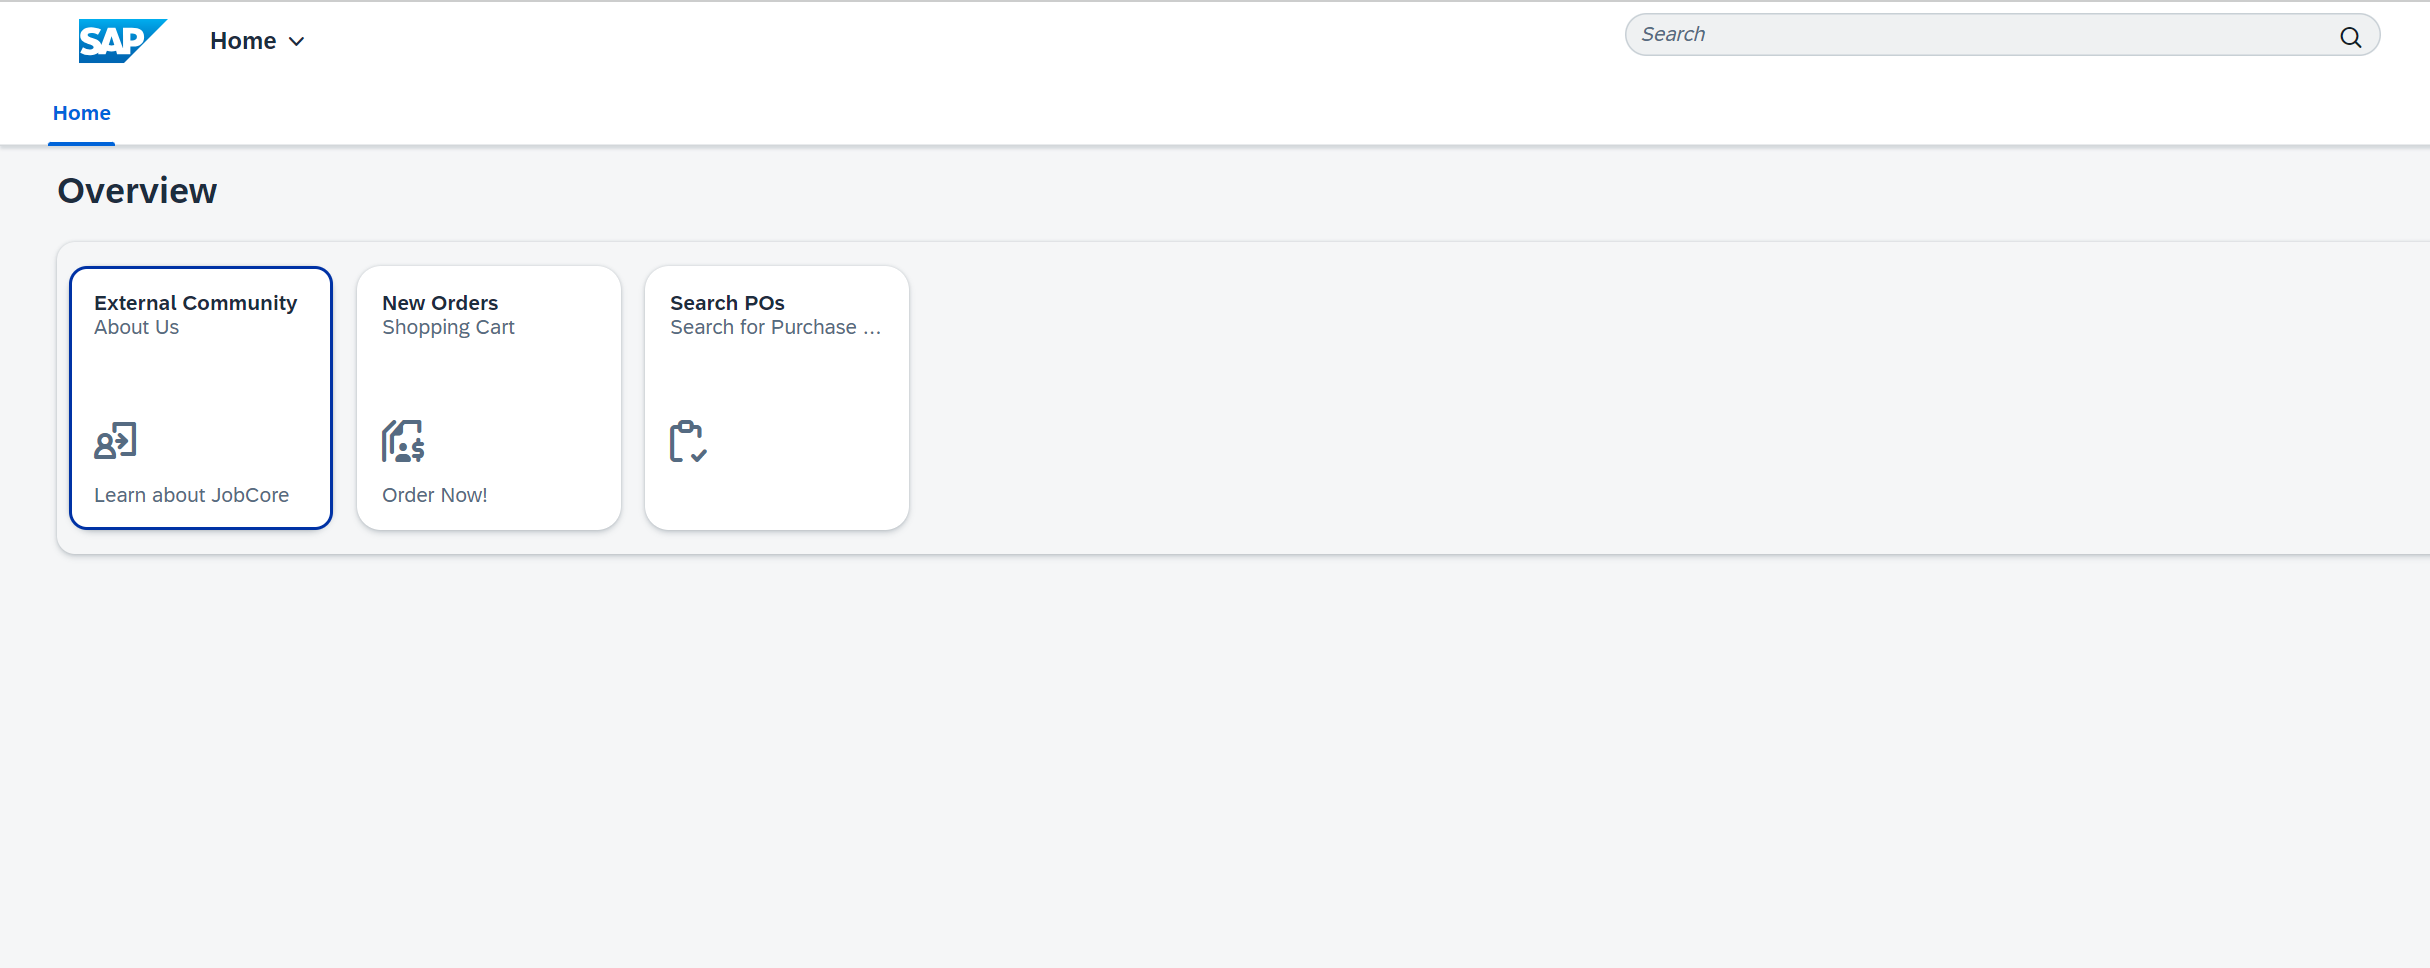 SAP
Home
Search
Home
Overview
External Community
About Us
Learn about JobCore
New Orders
Shopping Cart
Order Now!
Search POs
Search for Purchase ...